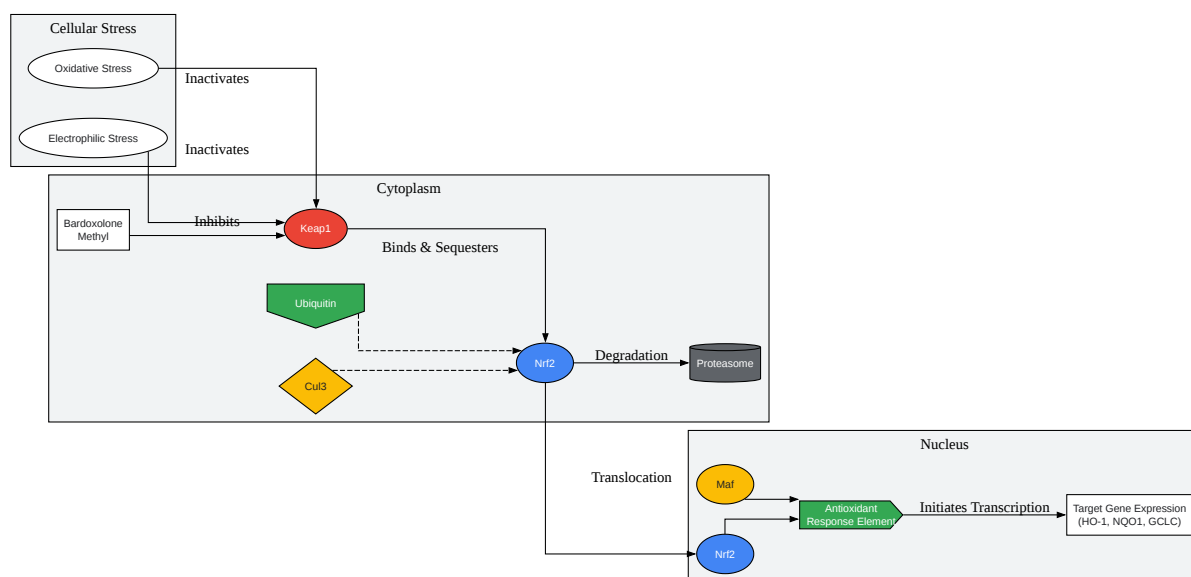 Cellular Stress
Oxidative Stress
Inactivates
Electrophilic Stress
Inactivates
Cytoplasm
Bardoxolone
Methyl
Inhibits
Keap1
Binds & Sequesters
Ubiquitin
Nrf2
Degradation
Proteasome
Cul3
Nucleus
Translocation
Maf
Antioxidant
Response Element
Initiates Transcription
Target Gene Expression
(HO-1, NQO1, GCLC)
Nrf2